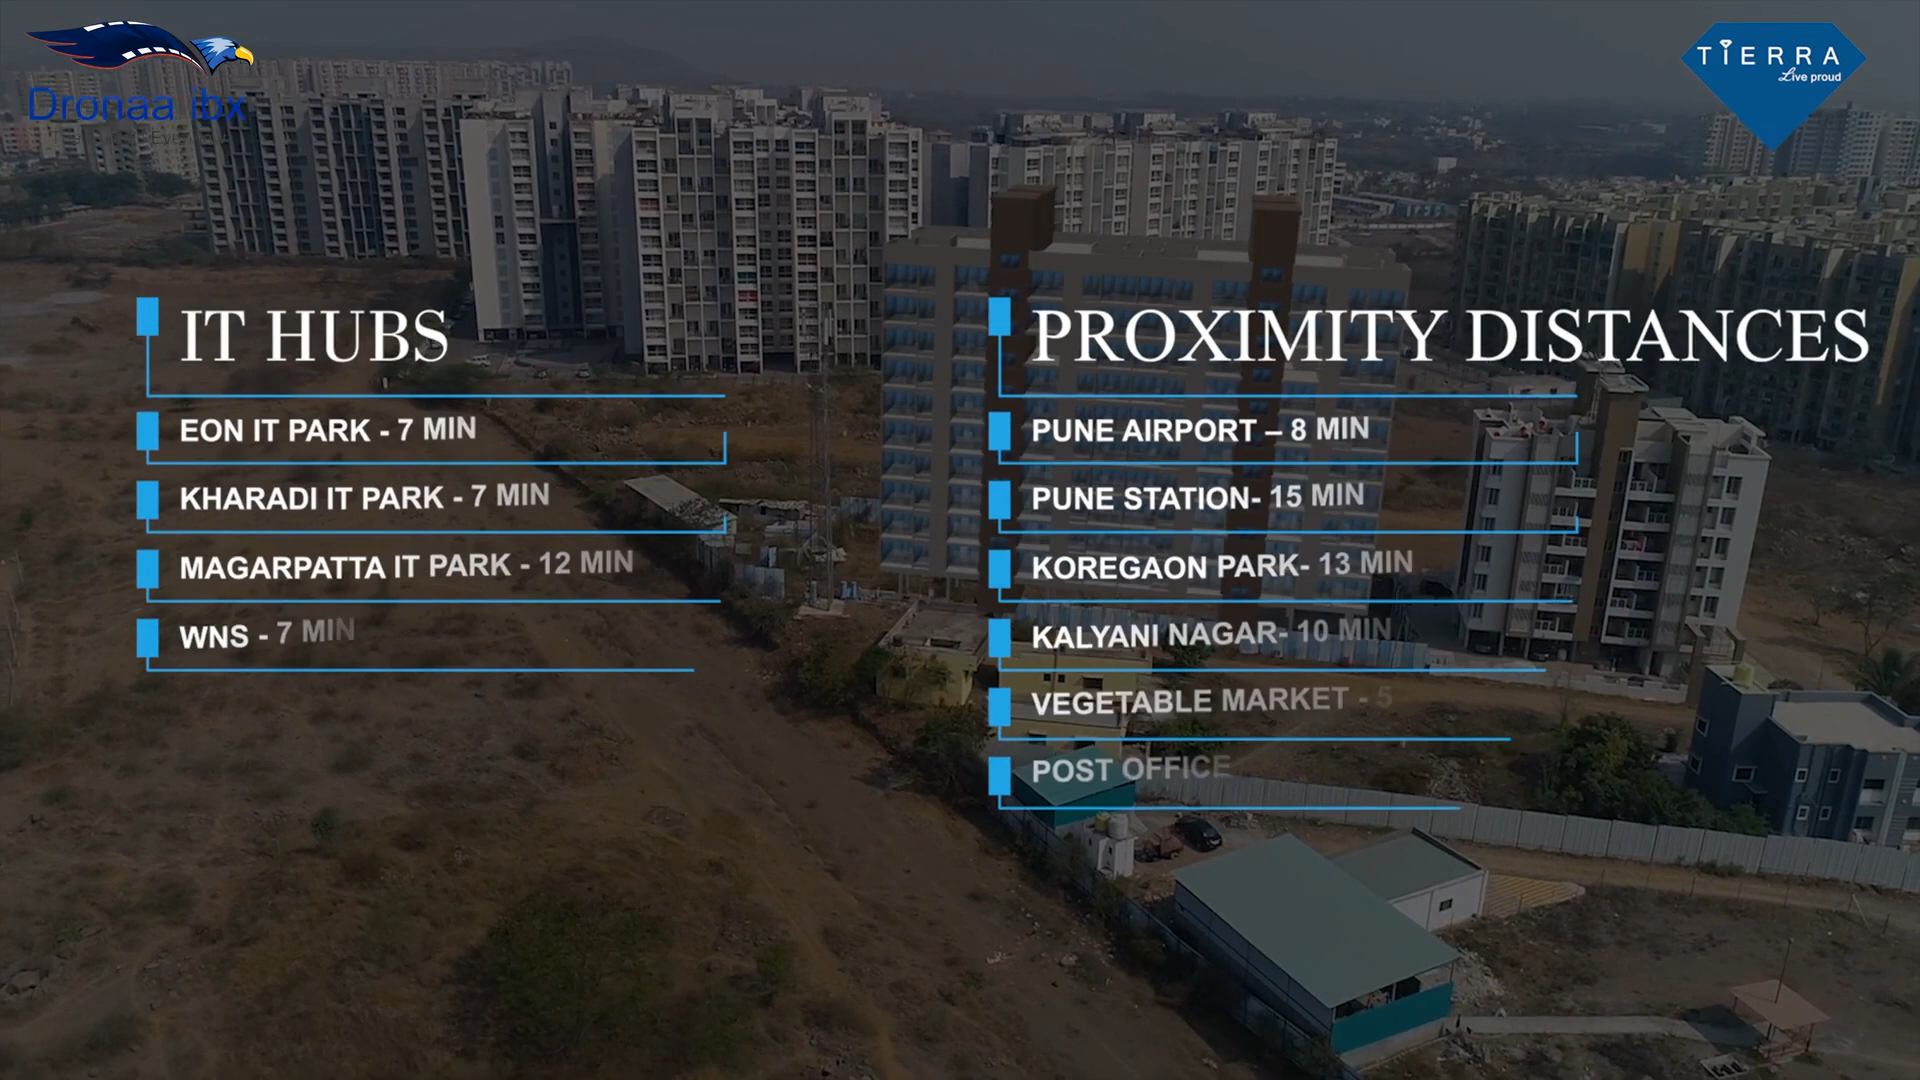 Dronaa ibx
TIERRA
Live proud
IT HUBS
EON IT PARK - 7 MIN
KHARADI IT PARK - 7 MIN
MAGARPATTA IT PARK - 12 MIN
WNS - 7 MIN
PROXIMITY DISTANCES
PUNE AIRPORT – 8 MIN
PUNE STATION- 15 MIN
KOREGAON PARK- 13 MIN
KALYANI NAGAR- 10 MIN
VEGETABLE MARKET - 5
POST OFFICE